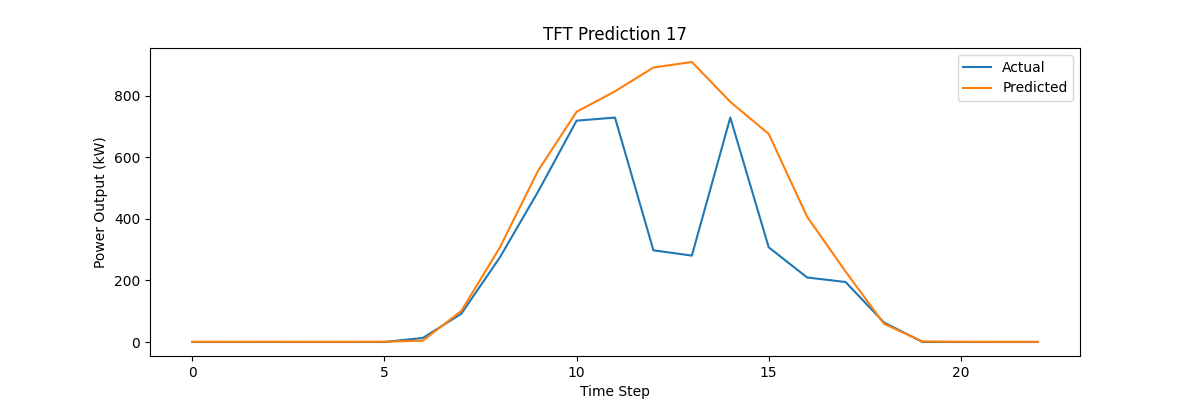 TFT Prediction 17
Actual
Predicted
Power Output (kW)
800
600
400
200
0
0 5 10 15 20
Time Step